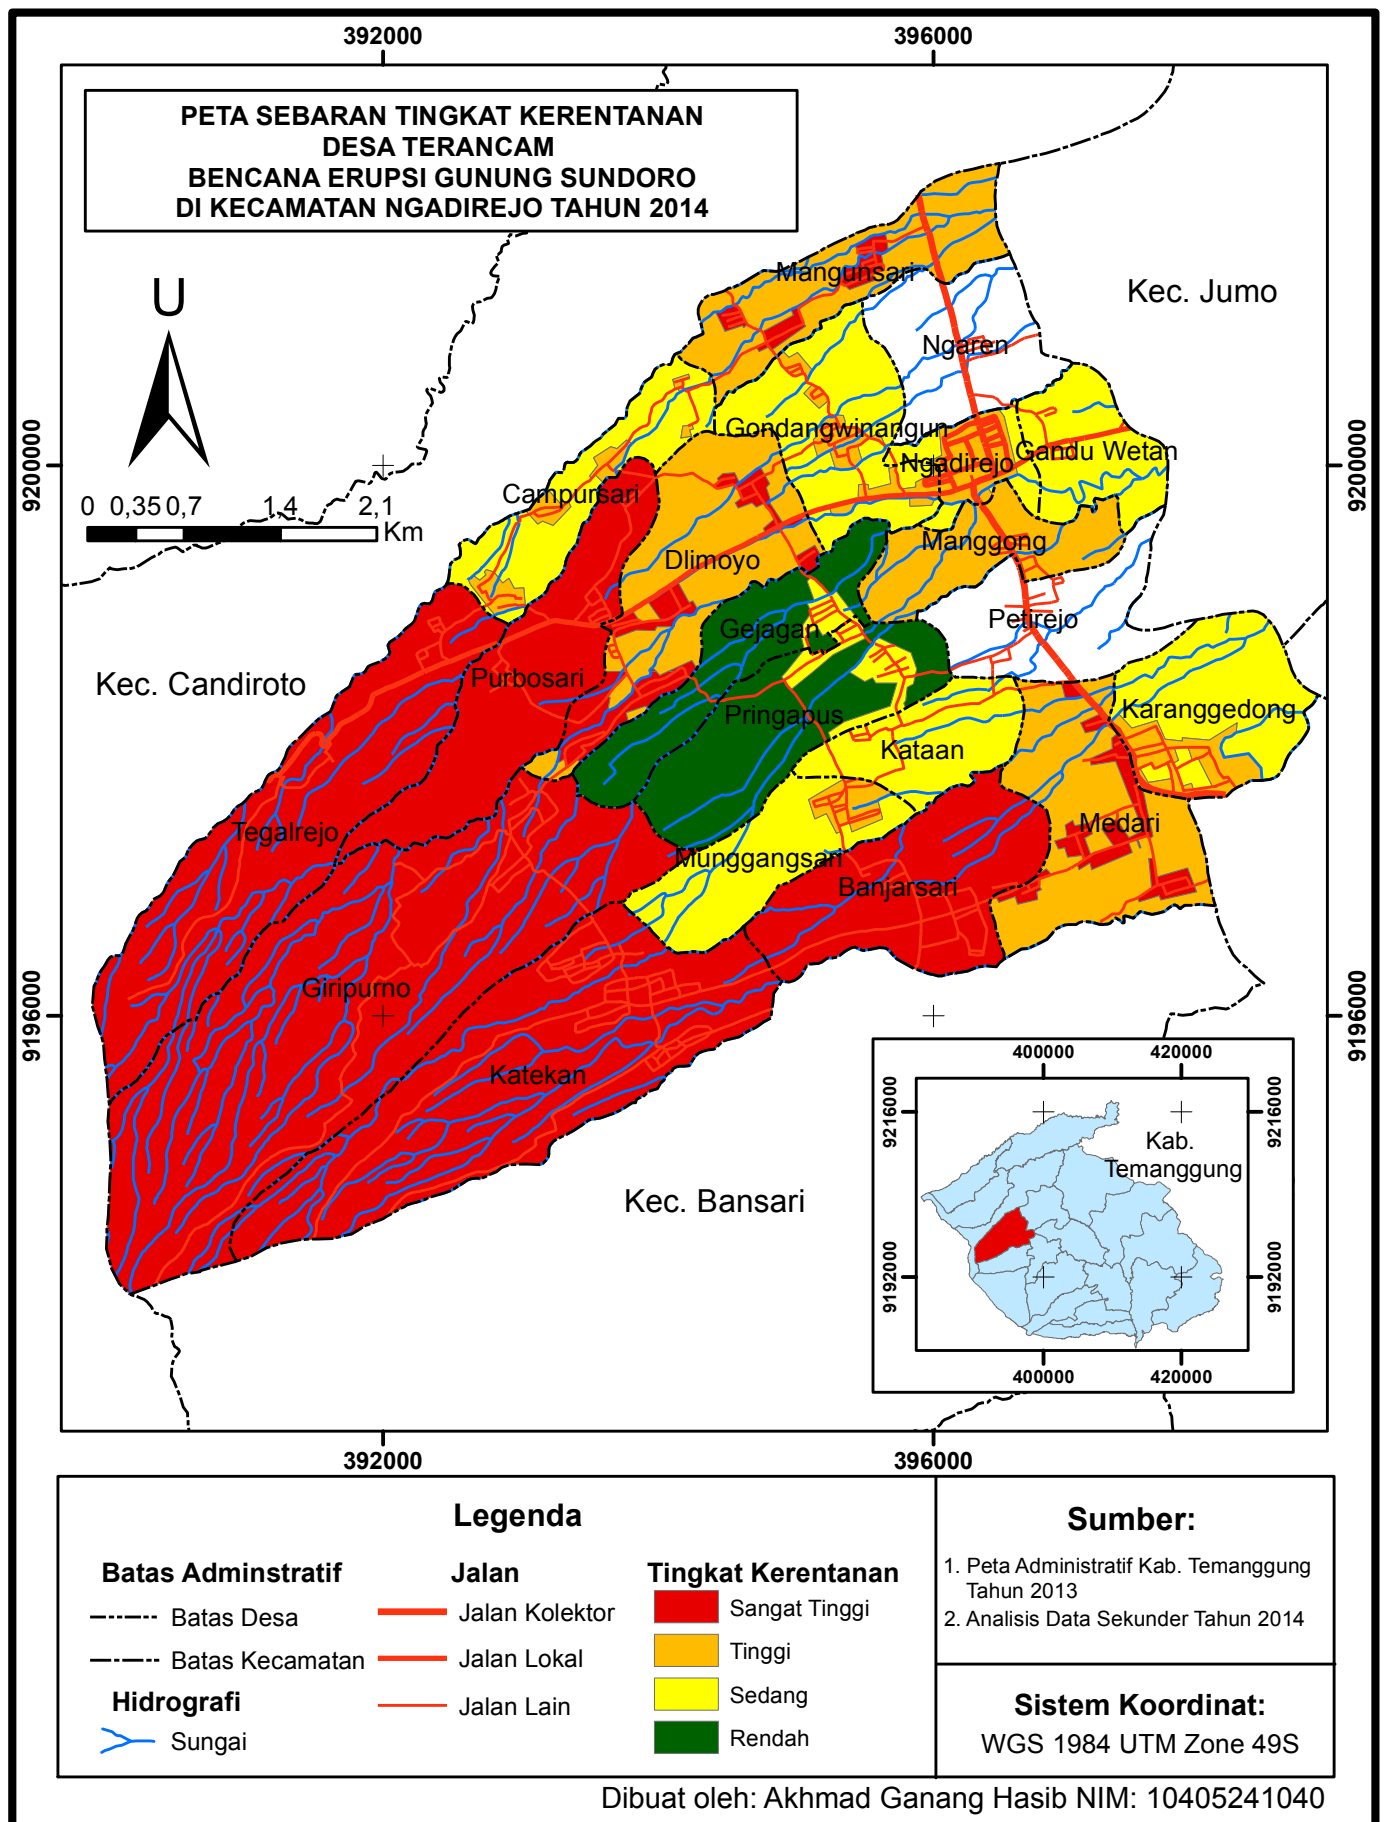 392000
396000
PETA SEBARAN TINGKAT KERENTANAN
DESA TERANCAM
BENCANA ERUPSI GUNUNG SUNDORO
DI KECAMATAN NGADIREJO TAHUN 2014
U
Kec. Jumo
Mangunsari
Ngaren
Gondangwinangun
Gandu Wetan
Ngadirejo
9200000
9200000
Campursari
0 0,35 0,7 1,4 2,1
Km
Manggong
Dlimoyo
Petirejo
Gejagan
Kec. Candiroto
Purbosari
Karanggedong
Pringapus
Kataan
Tegalrejo
Medari
Munggangsari
Banjarsari
Giripurno
9196000
9196000
Katekan
Kec. Bansari
400000
420000
9216000
9216000
Kab.
Temanggung
9192000
9192000
400000
420000
392000
396000
Legenda
Batas Adminstratif
Batas Desa
Batas Kecamatan
Hidrografi
Sungai
Jalan
Jalan Kolektor
Jalan Lokal
Jalan Lain
Tingkat Kerentanan
Sangat Tinggi
Tinggi
Sedang
Rendah
Sumber:
1. Peta Administratif Kab. Temanggung
Tahun 2013
2. Analisis Data Sekunder Tahun 2014
Sistem Koordinat:
WGS 1984 UTM Zone 49S
Dibuat oleh: Akhmad Ganang Hasib NIM: 10405241040